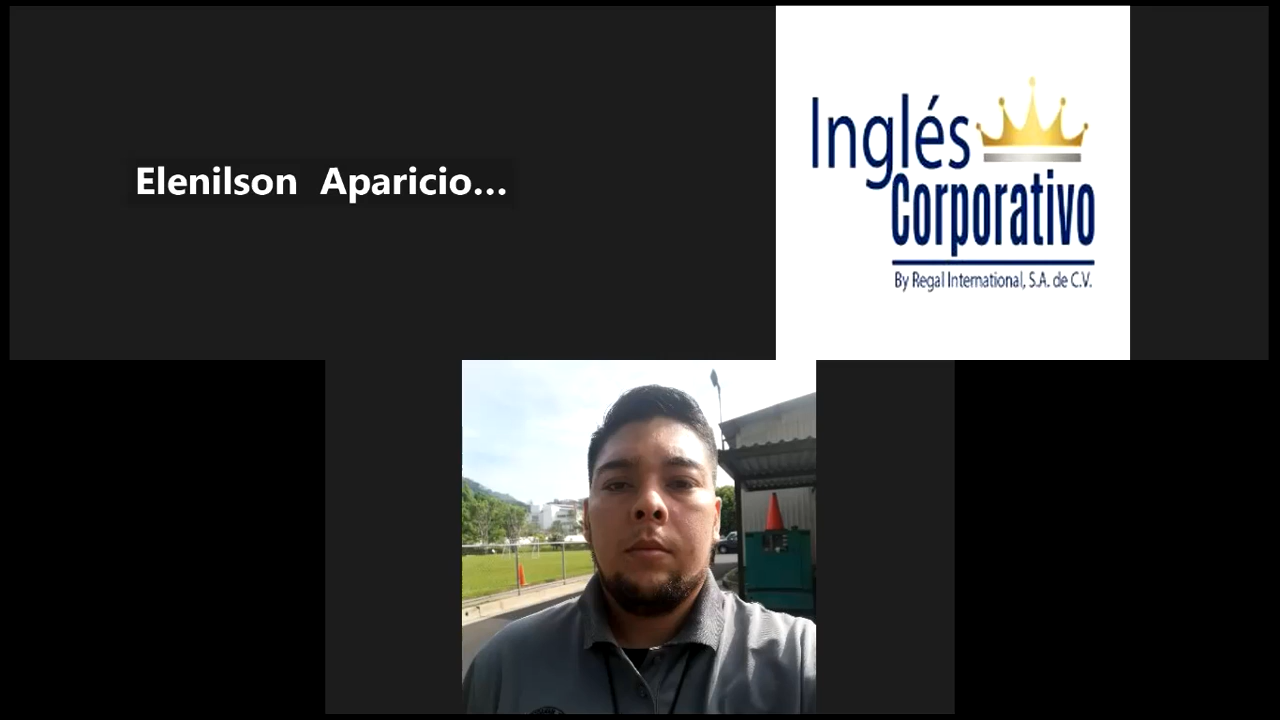 Elenilson Aparicio...
Inglés
Corporativo
By Regal International, S.A. de C.V.